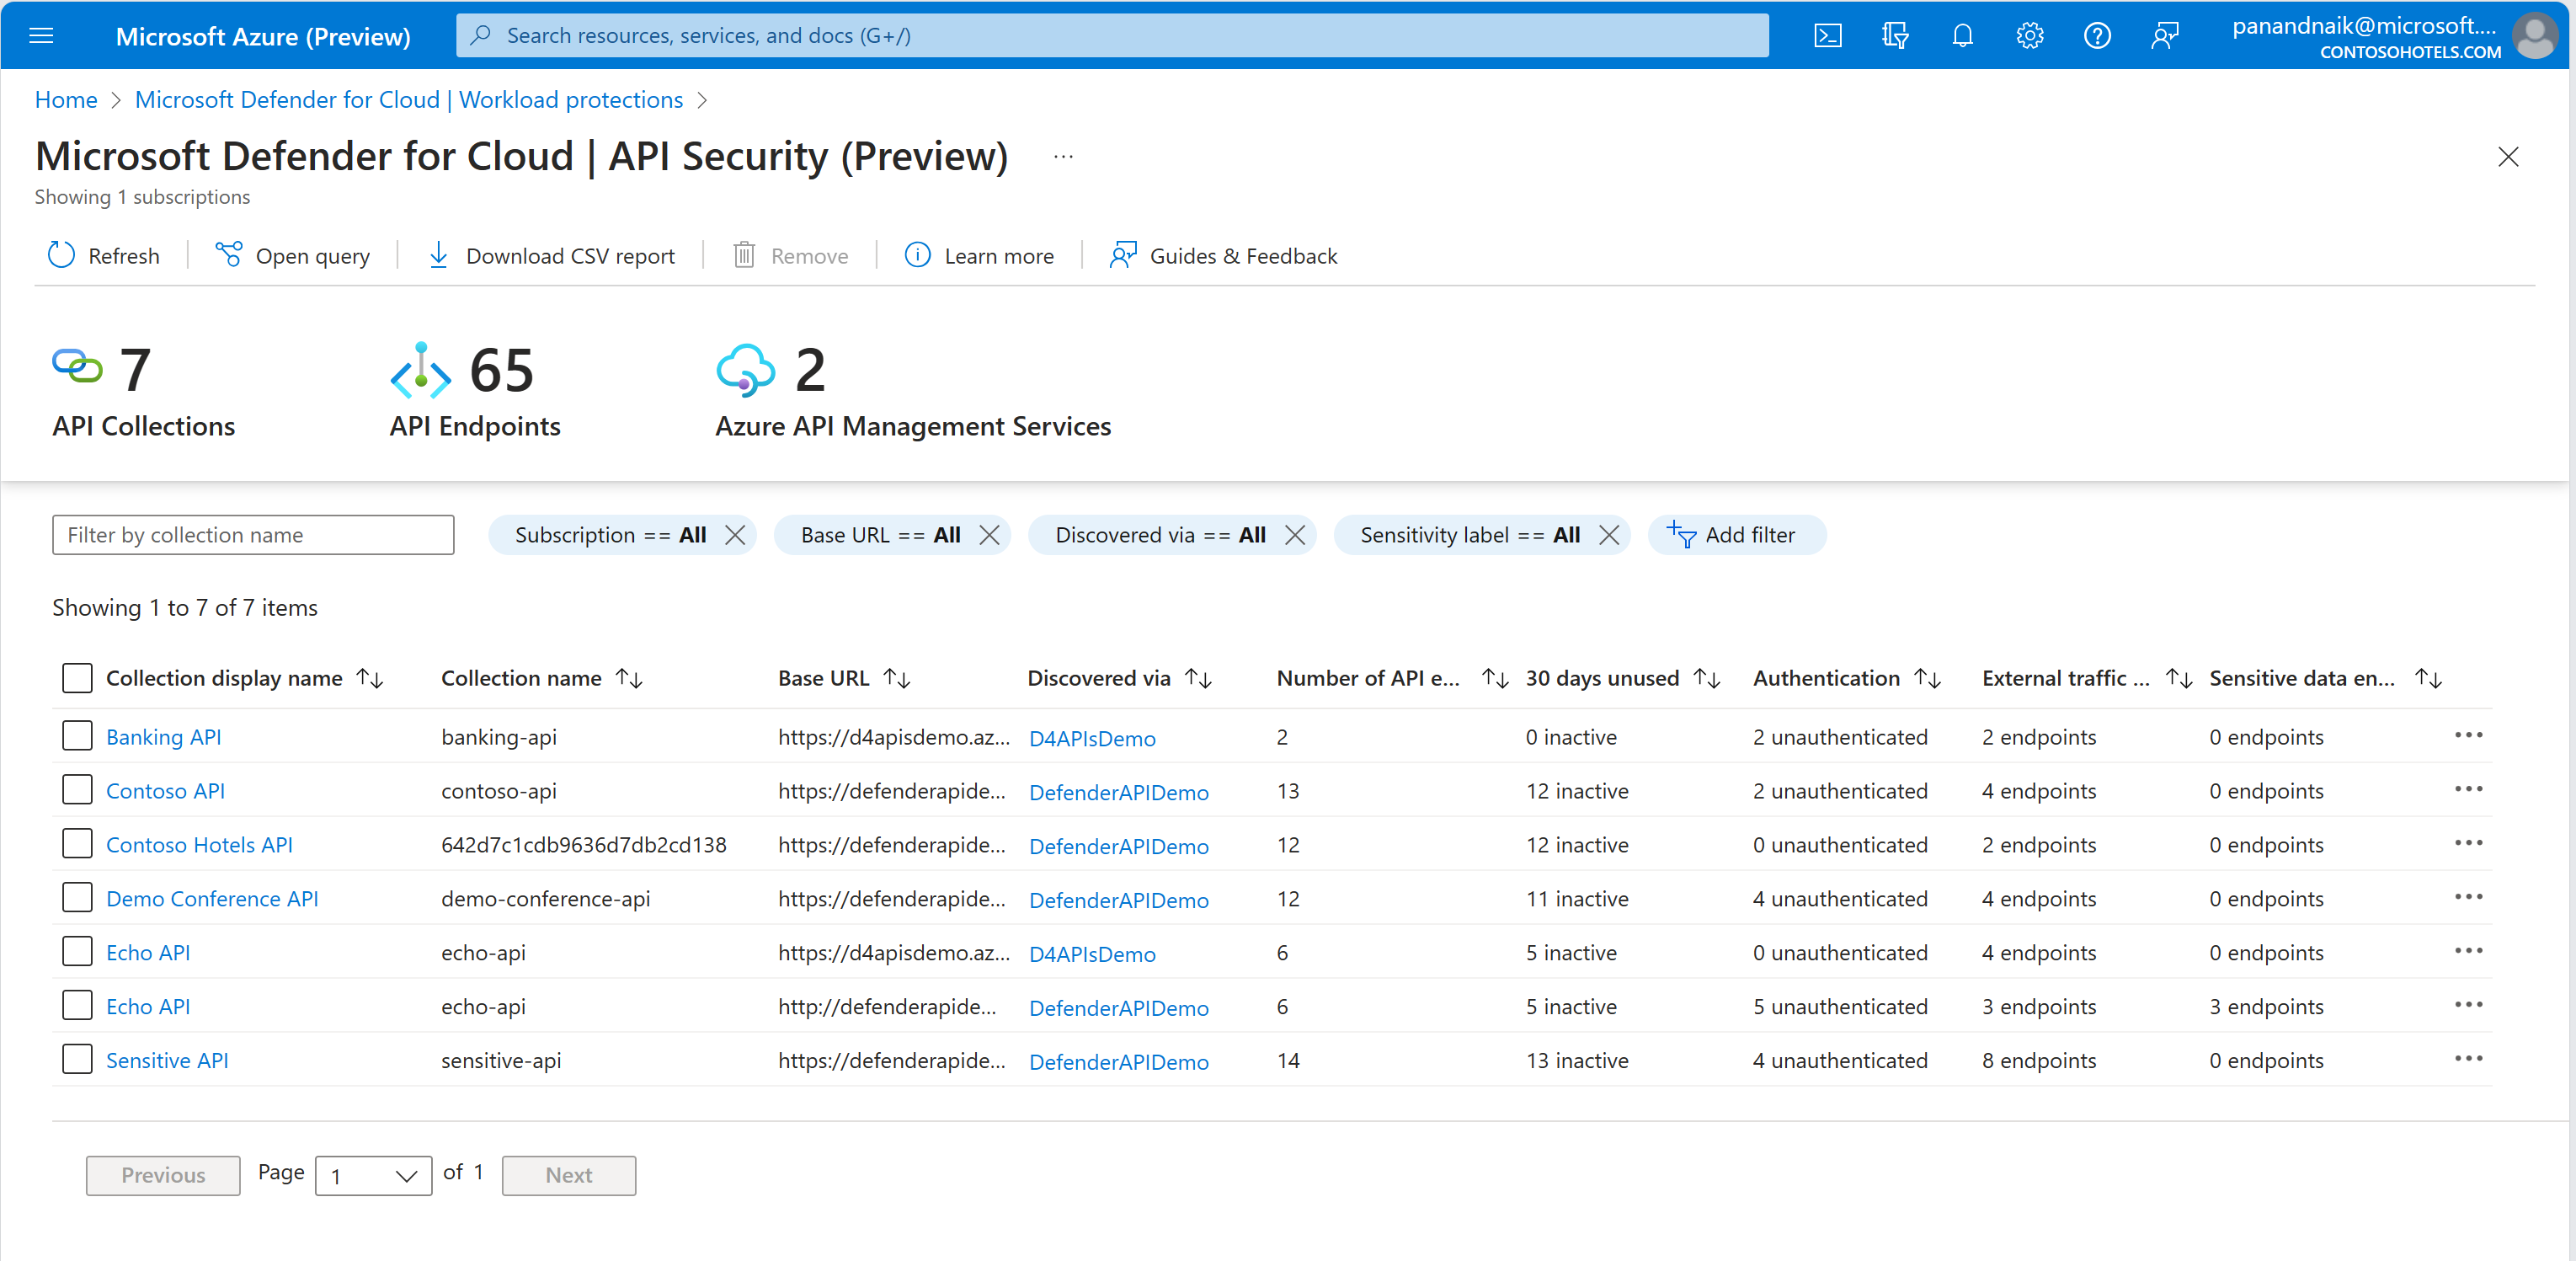 Microsoft Azure (Preview)
Search resources, services, and docs (G+/)
panandnaik@microsoft....
CONTOSOHOTELS.COM
Home > Microsoft Defender for Cloud | Workload protections >
Microsoft Defender for Cloud | API Security (Preview) ...
Showing 1 subscriptions
Refresh Open query Download CSV report Remove Learn more Guides & Feedback
7 65 2
API Collections API Endpoints Azure API Management Services
Filter by collection name Subscription == All Base URL == All Discovered via == All Sensitivity label == All Add filter
Showing 1 to 7 of 7 items
Collection display name Collection name Base URL Discovered via Number of API e... 30 days unused Authentication External traffic ... Sensitive data en...
Banking API banking-api https://d4apisdemo.az... D4APIsDemo 2 0 inactive 2 unauthenticated 2 endpoints 0 endpoints
Contoso API contoso-api https://defenderapide... DefenderAPIDemo 13 12 inactive 2 unauthenticated 4 endpoints 0 endpoints
Contoso Hotels API 642d7c1cdb9636d7db2cd138 https://defenderapide... DefenderAPIDemo 12 12 inactive 0 unauthenticated 2 endpoints 0 endpoints
Demo Conference API demo-conference-api https://defenderapide... DefenderAPIDemo 12 11 inactive 4 unauthenticated 4 endpoints 0 endpoints
Echo API echo-api https://d4apisdemo.az... D4APIsDemo 6 5 inactive 0 unauthenticated 4 endpoints 0 endpoints
Echo API echo-api http://defenderapide... DefenderAPIDemo 6 5 inactive 5 unauthenticated 3 endpoints 3 endpoints
Sensitive API sensitive-api https://defenderapide... DefenderAPIDemo 14 13 inactive 4 unauthenticated 8 endpoints 0 endpoints
Previous Page 1 of 1 Next